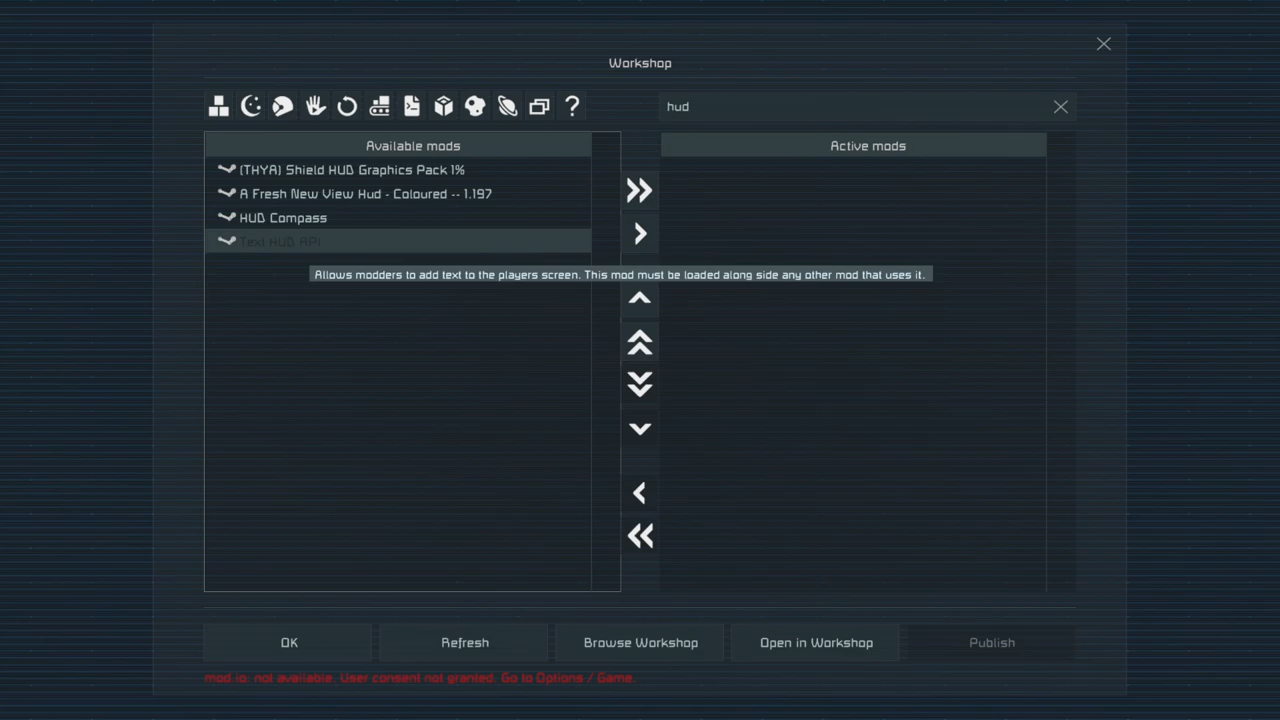 Workshop
hud
Available mods
Active mods
(THYA) Shield HUD Graphics Pack 1%
A Fresh New View Hud - Coloured -- 1.197
HUD Compass
Text HUD API
Allows modders to add text to the players screen. This mod must be loaded along side any other mod that uses it.
OK
Refresh
Browse Workshop
Open in Workshop
Publish
mod.io: not available. User consent not granted. Go to Options / Game.